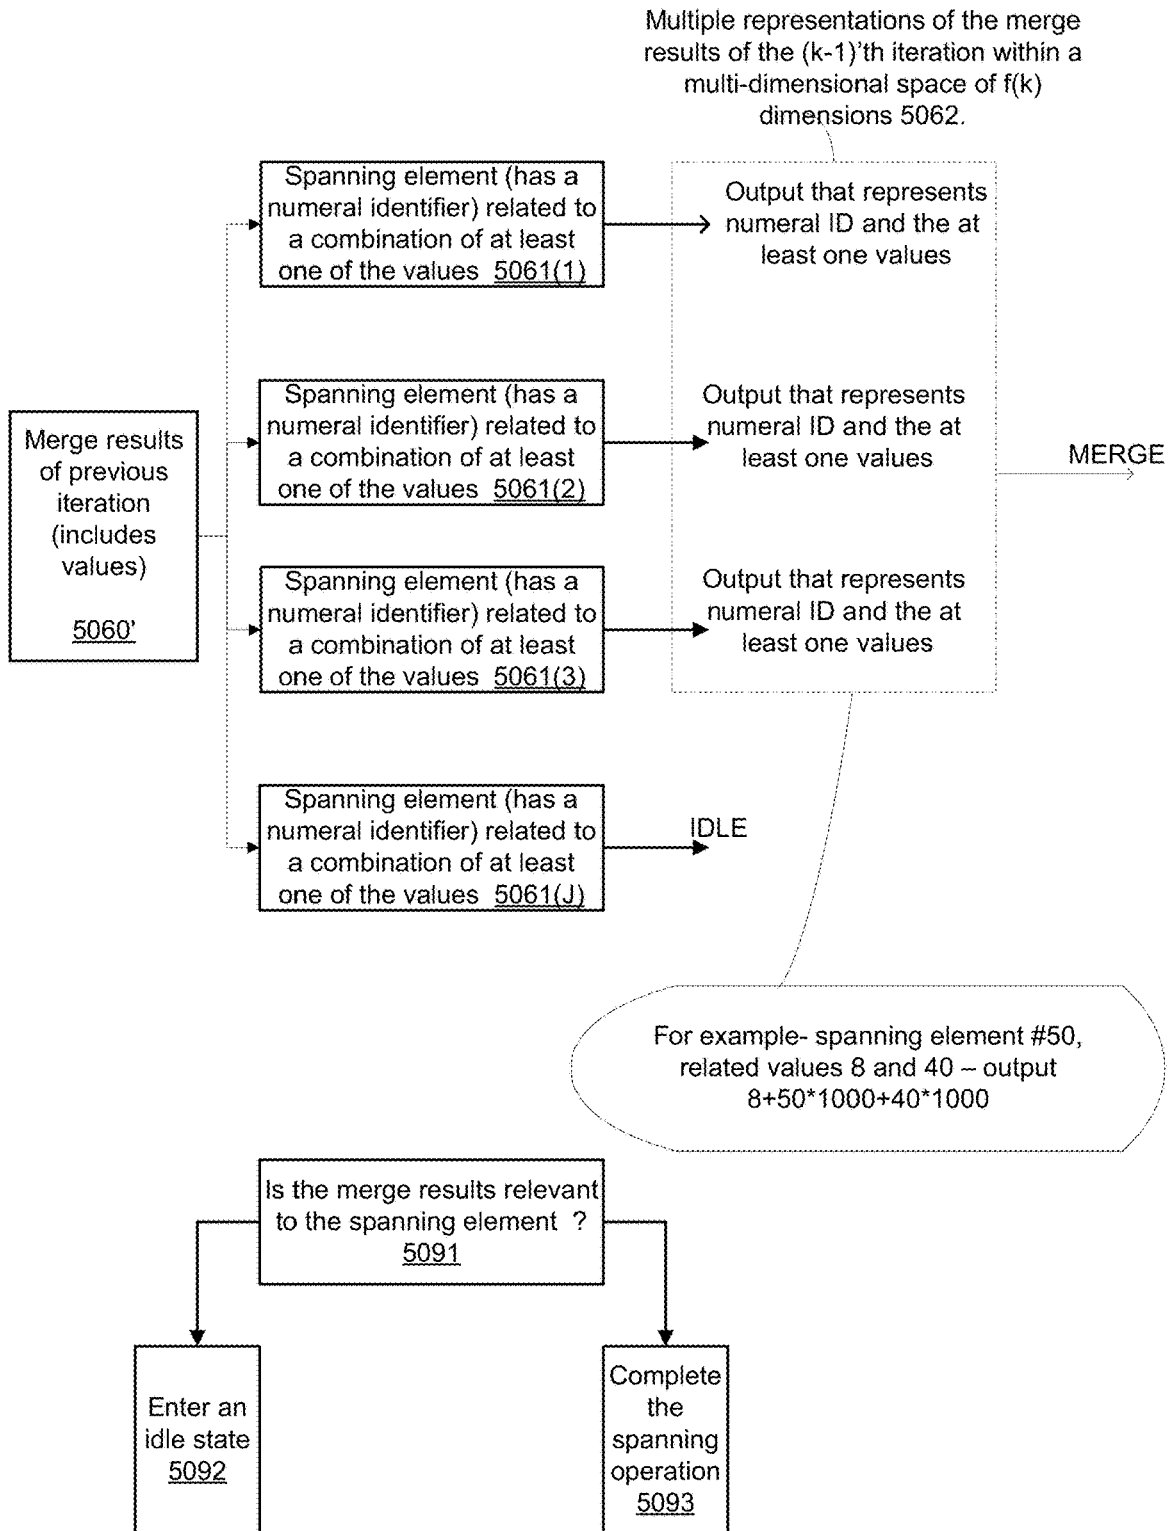 Multiple representations of the merge
results of the (k-1)'th iteration within a
multi-dimensional space of f(k)
dimensions 5062.
Spanning element (has a
numeral identifier) related to
a combination of at least
one of the values 5061(1)
Output that represents
numeral ID and the at
least one values
Spanning element (has a
numeral identifier) related to
a combination of at least
one of the values 5061(2)
Output that represents
numeral ID and the at
least one values
Merge results
of previous
iteration
(includes
values)
5060'
MERGE
Spanning element (has a
numeral identifier) related to
a combination of at least
one of the values 5061(3)
Output that represents
numeral ID and the at
least one values
Spanning element (has a
numeral identifier) related to
a combination of at least
one of the values 5061(J)
IDLE
For example- spanning element #50,
related values 8 and 40 – output
8+50*1000+40*1000
Is the merge results relevant
to the spanning element ?
5091
Enter an
idle state
5092
Complete
the
spanning
operation
5093